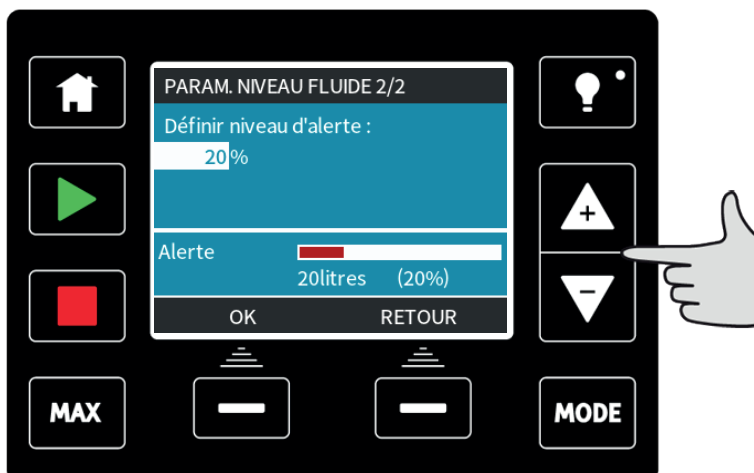 PARAM. NIVEAU FLUIDE 2/2
Définir niveau d'alerte :
20%
Alerte
20litres (20%)
OK RETOUR
MAX MODE